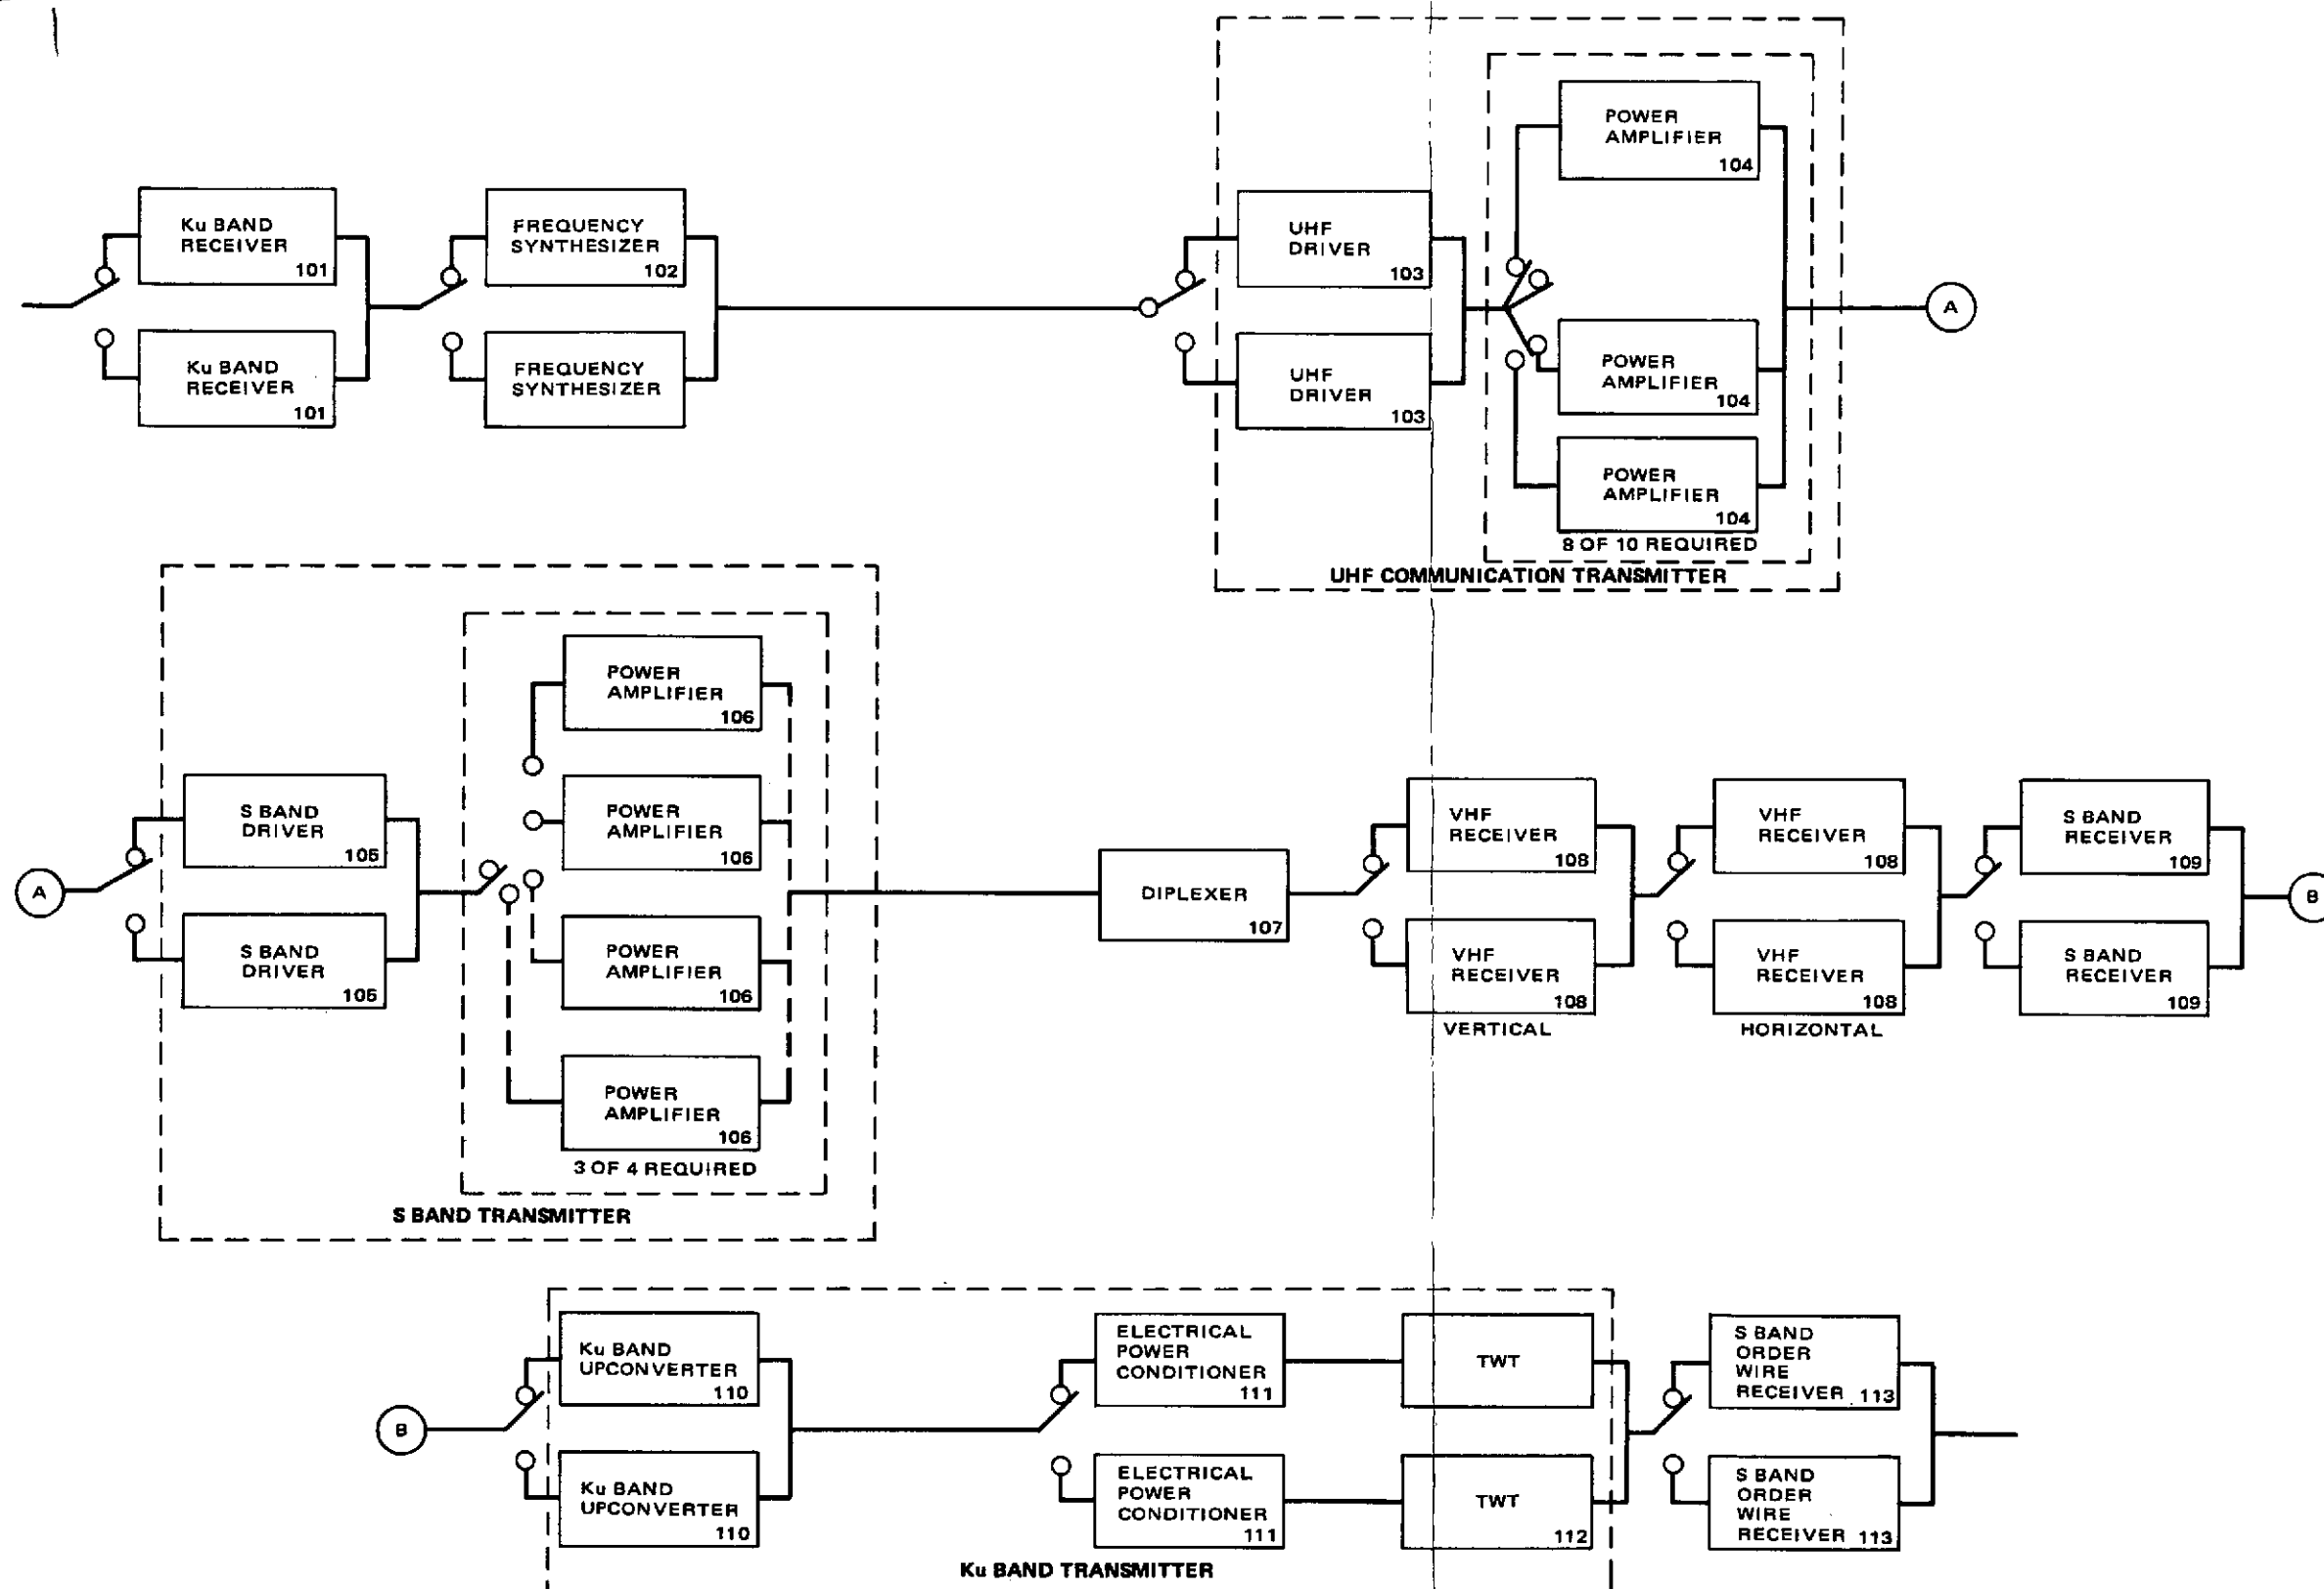 Ku BAND
RECEIVER
101
FREQUENCY
SYNTHESIZER
102
UHF
DRIVER
103
POWER
AMPLIFIER
104
Ku BAND
RECEIVER
101
FREQUENCY
SYNTHESIZER
UHF
DRIVER
103
POWER
AMPLIFIER
104
POWER
AMPLIFIER
104
8 OF 10 REQUIRED
UHF COMMUNICATION TRANSMITTER
A
A
S BAND
DRIVER
105
S BAND
DRIVER
105
POWER
AMPLIFIER
106
POWER
AMPLIFIER
106
POWER
AMPLIFIER
106
POWER
AMPLIFIER
106
3 OF 4 REQUIRED
S BAND TRANSMITTER
DIPLEXER
107
VHF
RECEIVER
108
VHF
RECEIVER
108
VERTICAL
VHF
RECEIVER
108
VHF
RECEIVER
108
HORIZONTAL
S BAND
RECEIVER
109
S BAND
RECEIVER
109
B
B
Ku BAND
UPCONVERTER
110
Ku BAND
UPCONVERTER
110
ELECTRICAL
POWER
CONDITIONER
111
ELECTRICAL
POWER
CONDITIONER
111
TWT
TWT
112
Ku BAND TRANSMITTER
S BAND
ORDER
WIRE
RECEIVER 113
S BAND
ORDER
WIRE
RECEIVER 113